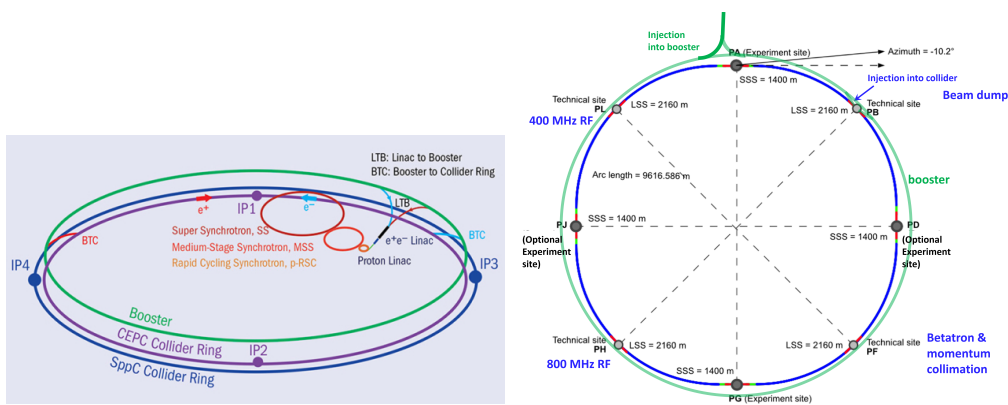 LTB: Linac to Booster
BTC: Booster to Collider Ring
LTB
e+
IP1
e−
BTC
Super Synchrotron, SS
Medium-Stage Synchrotron, MSS
Rapid Cycling Synchrotron, p-RSC
e+e− Linac
Proton Linac
BTC
IP4
IP3
Booster
CEPC Collider Ring
IP2
SppC Collider Ring
Injection
into booster
PA (Experiment site)
Azimuth = -10.2°
SSS = 1400 m
Injection into collider
Beam dump
Technical site
PL
LSS = 2160 m
400 MHz RF
LSS = 2160 m
Technical site
PB
Arc length = 9616.586 m
booster
PJ
SSS = 1400 m
(Optional
Experiment
site)
PD
SSS = 1400 m
(Optional
Experiment
site)
Technical site
PH
LSS = 2160 m
800 MHz RF
LSS = 2160 m
Technical site
PF
Betatron &
momentum
collimation
SSS = 1400 m
PG (Experiment site)